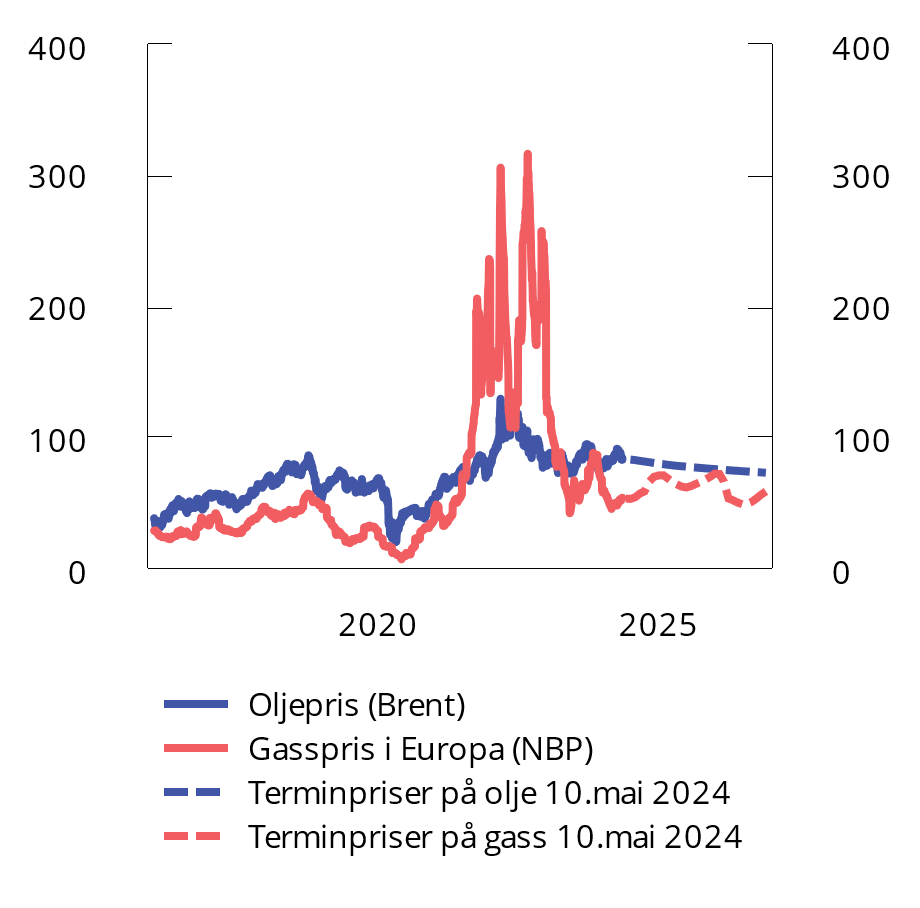 400 400
300 300
200 200
100 100
0 0
2020 2025
Oljepris (Brent)
Gasspris i Europa (NBP)
Terminpriser på olje 10.mai 2024
Terminpriser på gass 10.mai 2024